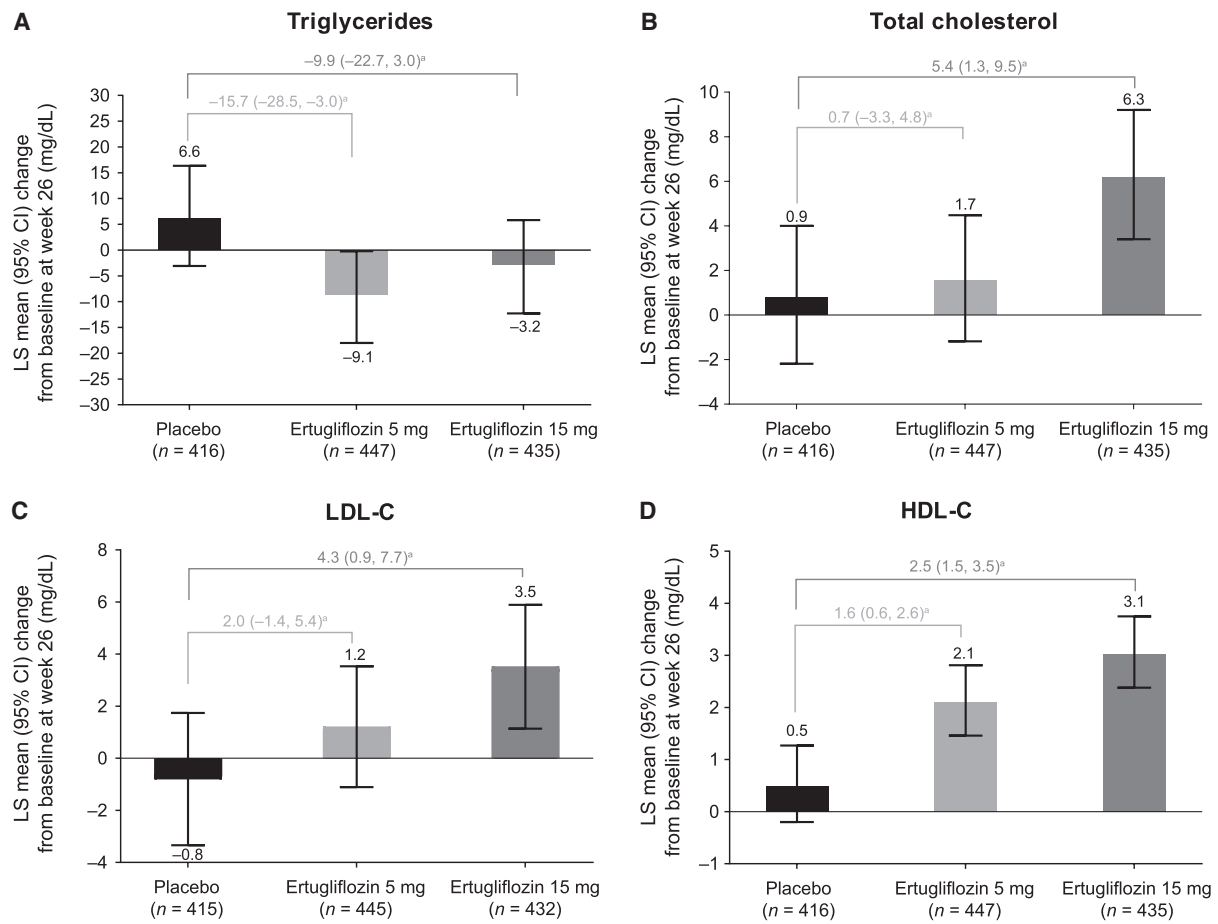 A
Triglycerides
–9.9 (–22.7, 3.0)ᵃ
–15.7 (–28.5, –3.0)ᵃ
LS mean (95% CI) change
from baseline at week 26 (mg/dL)
30
25
20
15
10
5
0
–5
–10
–15
–20
–25
–30
6.6
–9.1
–3.2
Placebo
(n = 416)
Ertugliflozin 5 mg
(n = 447)
Ertugliflozin 15 mg
(n = 435)
B
Total cholesterol
5.4 (1.3, 9.5)ᵃ
0.7 (–3.3, 4.8)ᵃ
LS mean (95% CI) change
from baseline at week 26 (mg/dL)
10
8
6
4
2
0
–2
–4
0.9
1.7
6.3
Placebo
(n = 416)
Ertugliflozin 5 mg
(n = 447)
Ertugliflozin 15 mg
(n = 435)
C
LDL-C
4.3 (0.9, 7.7)ᵃ
2.0 (–1.4, 5.4)ᵃ
LS mean (95% CI) change
from baseline at week 26 (mg/dL)
8
6
4
2
0
–2
–4
–0.8
1.2
3.5
Placebo
(n = 415)
Ertugliflozin 5 mg
(n = 445)
Ertugliflozin 15 mg
(n = 432)
D
HDL-C
2.5 (1.5, 3.5)ᵃ
1.6 (0.6, 2.6)ᵃ
LS mean (95% CI) change
from baseline at week 26 (mg/dL)
5
4
3
2
1
0
–1
0.5
2.1
3.1
Placebo
(n = 416)
Ertugliflozin 5 mg
(n = 447)
Ertugliflozin 15 mg
(n = 435)